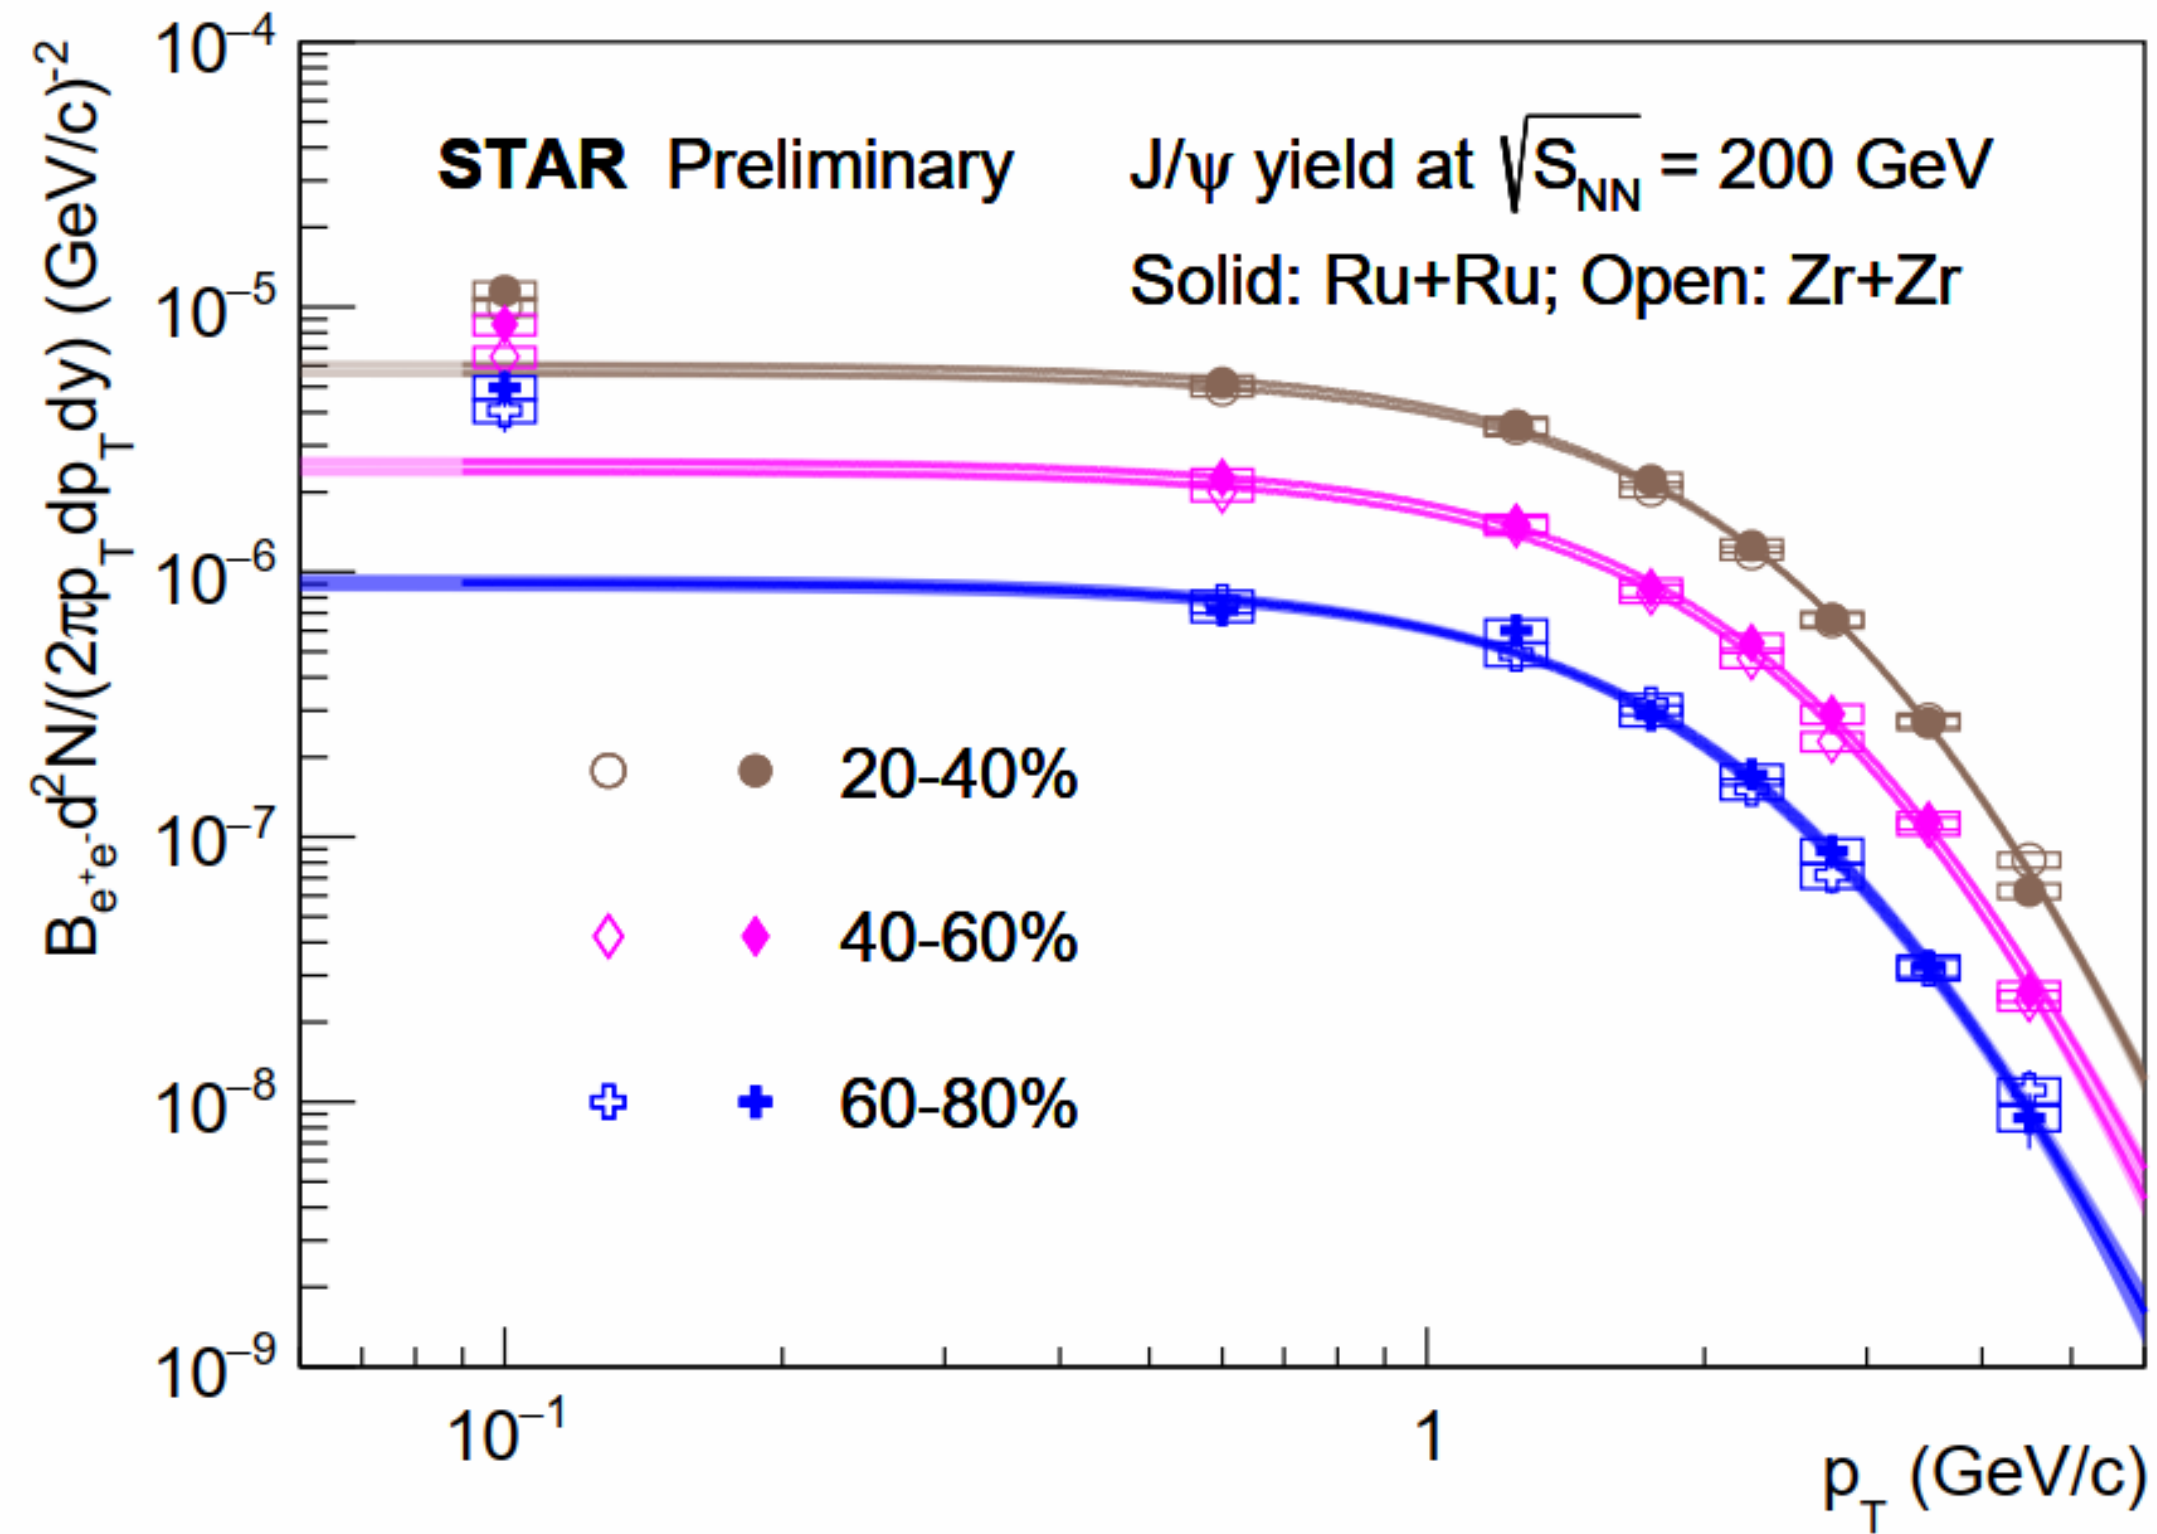 B_{e⁺e⁻}d²N/(2πp_T dp_T dy) (GeV/c)⁻²
10⁻⁴
10⁻⁵
10⁻⁶
10⁻⁷
10⁻⁸
10⁻⁹
STAR Preliminary
J/ψ yield at √S_NN = 200 GeV
Solid: Ru+Ru; Open: Zr+Zr
20-40%
40-60%
60-80%
10⁻¹
1
p_T (GeV/c)